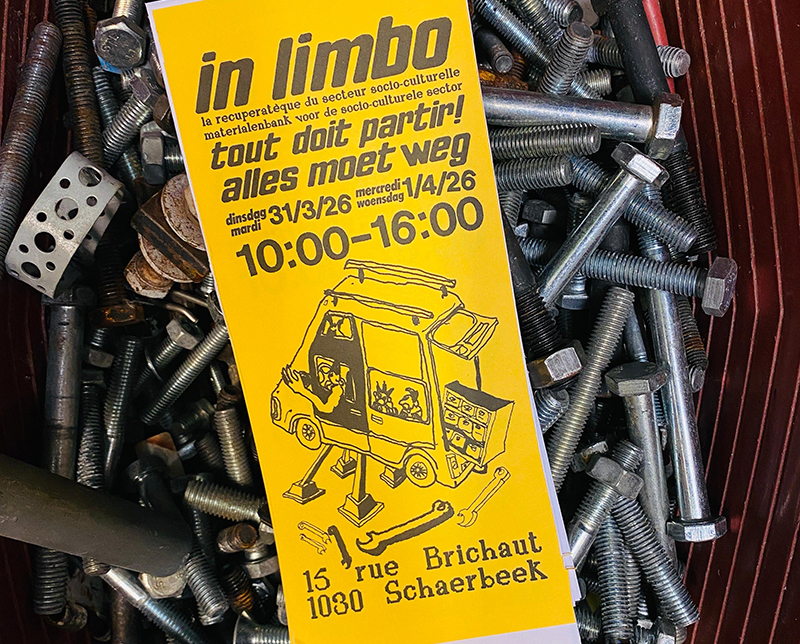 in limbo
la recuperatèque du secteur socio-culturelle
materialenbank voor de socio-culturele sector
tout doit partir!
alles moet weg
dinsdag mardi 31/3/26 mercredi woensdag 1/4/26
10:00-16:00
15 rue Brichaut
1030 Schaerbeek